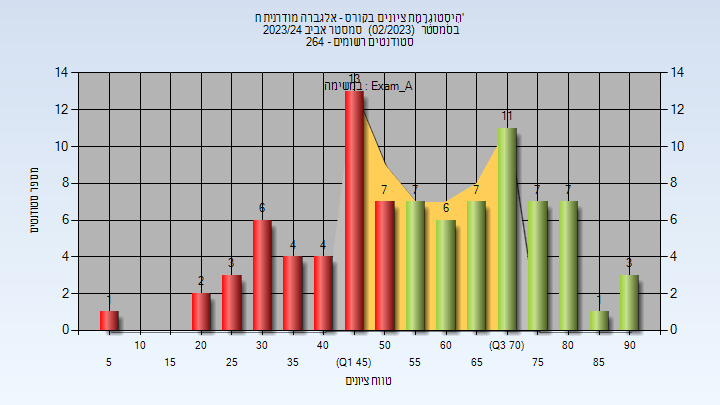 הִיסטוֹגרָמַת ציונים בקורס - אלגברה מודרנית ח'
בסמסטר (02/2023) סמסטר אביב 2023/24
סטודנטים רשומים - 264
במשימה : Exam_A
מספר סטודנטים
14 14
12 12
10 10
8 8
6 6
4 4
2 2
0 0
1 2 3 6 4 4 13 7 7 6 7 11 7 7 1 3
10 20 30 40 50 60 (Q3 70) 80 90
5 15 25 35 (Q1 45) 55 65 75 85
טווח ציונים